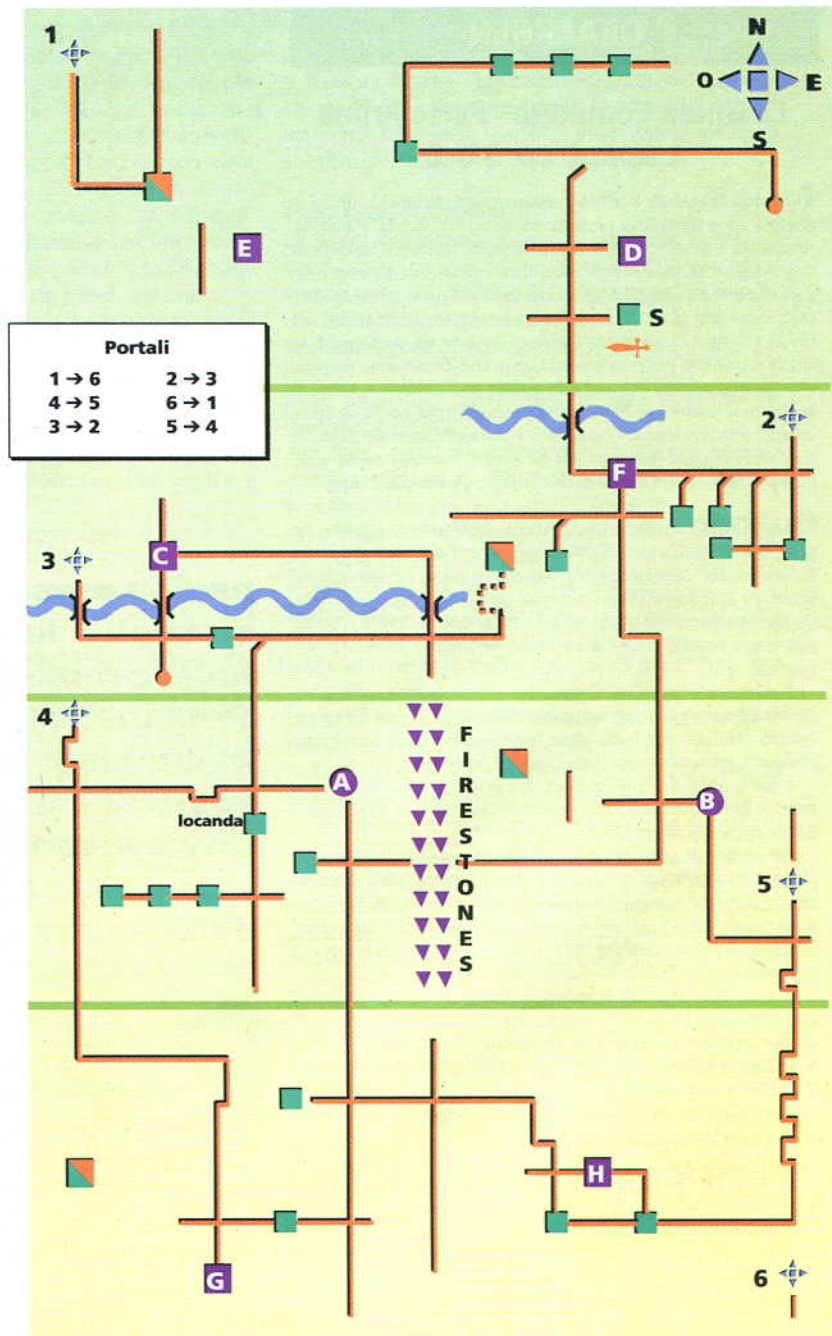 1
N
O E
S
E
D
S
Portali
1 → 6 2 → 3
4 → 5 6 → 1
3 → 2 5 → 4
2
F
C
3
4
FIRESTONES
A
B
locanda
5
H
G
6